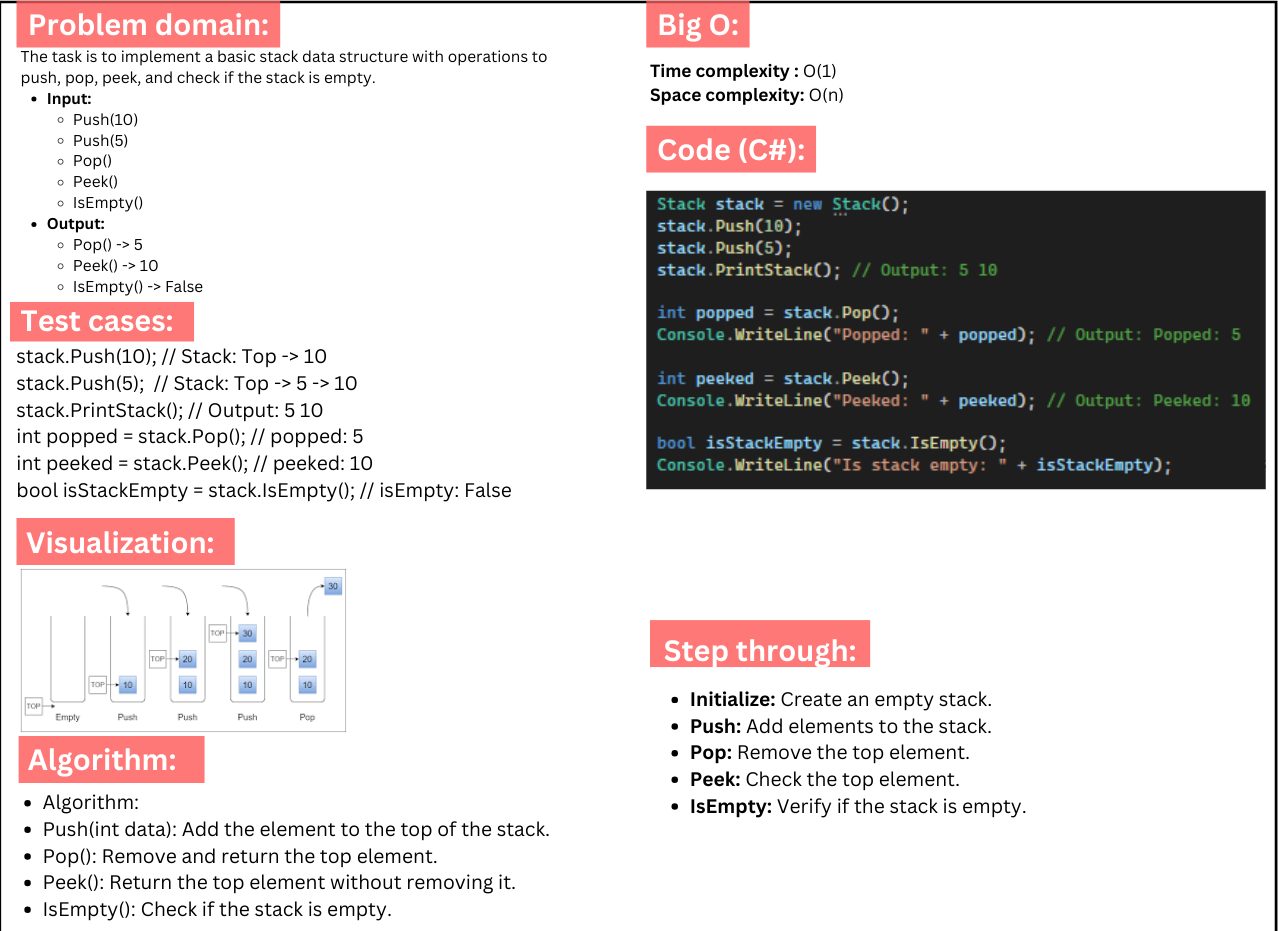 Problem domain:
The task is to implement a basic stack data structure with operations to
push, pop, peek, and check if the stack is empty.
• Input:
◦ Push(10)
◦ Push(5)
◦ Pop()
◦ Peek()
◦ IsEmpty()
• Output:
◦ Pop() -> 5
◦ Peek() -> 10
◦ IsEmpty() -> False
Test cases:
stack.Push(10); // Stack: Top -> 10
stack.Push(5);  // Stack: Top -> 5 -> 10
stack.PrintStack(); // Output: 5 10
int popped = stack.Pop(); // popped: 5
int peeked = stack.Peek(); // peeked: 10
bool isStackEmpty = stack.IsEmpty(); // isEmpty: False
Visualization:
30
TOP 30
TOP 20 20 TOP 20
TOP 10 10 10 10
TOP
Empty Push Push Push Pop
Algorithm:
• Algorithm:
• Push(int data): Add the element to the top of the stack.
• Pop(): Remove and return the top element.
• Peek(): Return the top element without removing it.
• IsEmpty(): Check if the stack is empty.
Big O:
Time complexity : O(1)
Space complexity: O(n)
Code (C#):
Stack stack = new Stack();
stack.Push(10);
stack.Push(5);
stack.PrintStack(); // Output: 5 10
int popped = stack.Pop();
Console.WriteLine("Popped: " + popped); // Output: Popped: 5
int peeked = stack.Peek();
Console.WriteLine("Peeked: " + peeked); // Output: Peeked: 10
bool isStackEmpty = stack.IsEmpty();
Console.WriteLine("Is stack empty: " + isStackEmpty);
Step through:
• Initialize: Create an empty stack.
• Push: Add elements to the stack.
• Pop: Remove the top element.
• Peek: Check the top element.
• IsEmpty: Verify if the stack is empty.